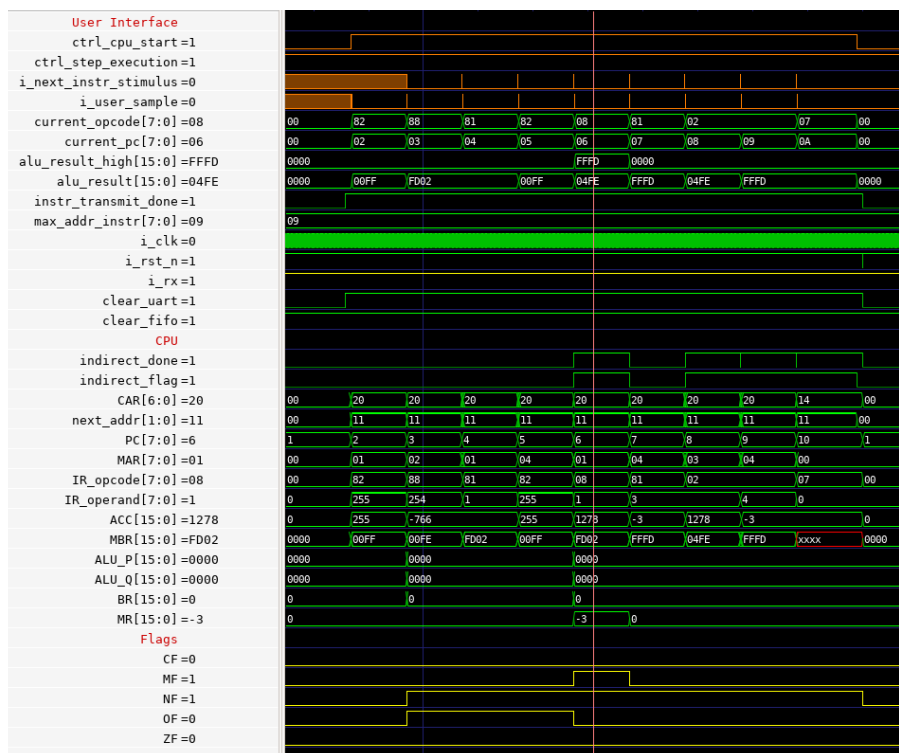 User Interface
ctrl_cpu_start=1
ctrl_step_execution=1
i_next_instr_stimulus=0
i_user_sample=0
current_opcode[7:0]=08 00 82 88 81 82 08 81 02 07 00
current_pc[7:0]=06 00 02 03 04 05 06 07 08 09 0A 00
alu_result_high[15:0]=FFFD 0000 FFFD 0000
alu_result[15:0]=04FE 0000 00FF FD02 00FF 04FE FFFD 04FE FFFD 0000
instr_transmit_done=1
max_addr_instr[7:0]=09 09
i_clk=0
i_rst_n=1
i_rx=1
clear_uart=1
clear_fifo=1
CPU
indirect_done=1
indirect_flag=1
CAR[6:0]=20 00 20 20 20 20 20 20 20 20 14 00
next_addr[1:0]=11 00 11 11 11 11 11 11 11 11 11 00
PC[7:0]=6 1 2 3 4 5 6 7 8 9 10 1
MAR[7:0]=01 00 01 02 01 04 01 04 03 04 00
IR_opcode[7:0]=08 00 82 88 81 82 08 81 02 07 00
IR_operand[7:0]=1 0 255 254 1 255 1 3 4 0
ACC[15:0]=1278 0 255 -766 255 1278 -3 1278 -3 0
MBR[15:0]=FD02 0000 00FF 00FE FD02 00FF FD02 FFFD 04FE FFFD xxxx 0000
ALU_P[15:0]=0000 0000 0000 0000
ALU_Q[15:0]=0000 0000 0000 0000
BR[15:0]=0 0 0 0
MR[15:0]=-3 0 -3 0
Flags
CF=0
MF=1
NF=1
OF=0
ZF=0